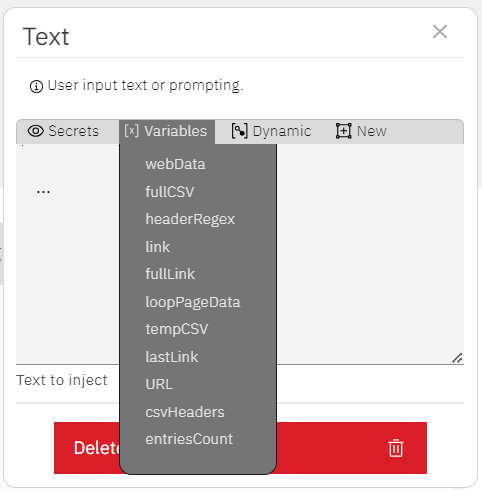 Text
User input text or prompting.
Secrets [x] Variables Dynamic New
...
webData
fullCSV
headerRegex
link
fullLink
loopPageData
tempCSV
lastLink
URL
csvHeaders
entriesCount
Text to inject
Delete